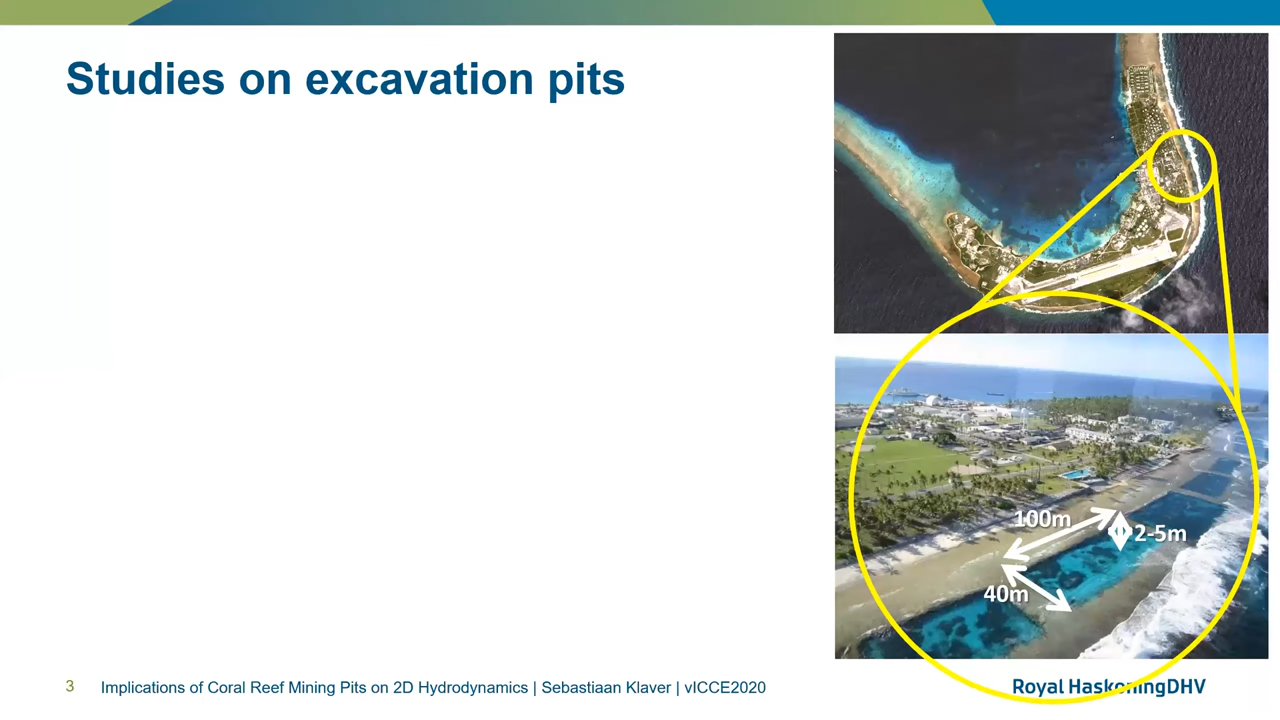 Studies on excavation pits
100m
2-5m
40m
3
Implications of Coral Reef Mining Pits on 2D Hydrodynamics | Sebastiaan Klaver | vICCE2020
Royal HaskoningDHV